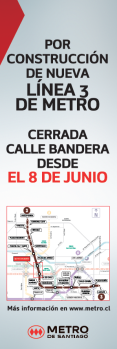 POR
CONSTRUCCIÓN
DE NUEVA
LÍNEA 3
DE METRO
CERRADA
CALLE BANDERA
DESDE
EL 8 DE JUNIO
Más información en www.metro.cl
METRO
DE SANTIAGO